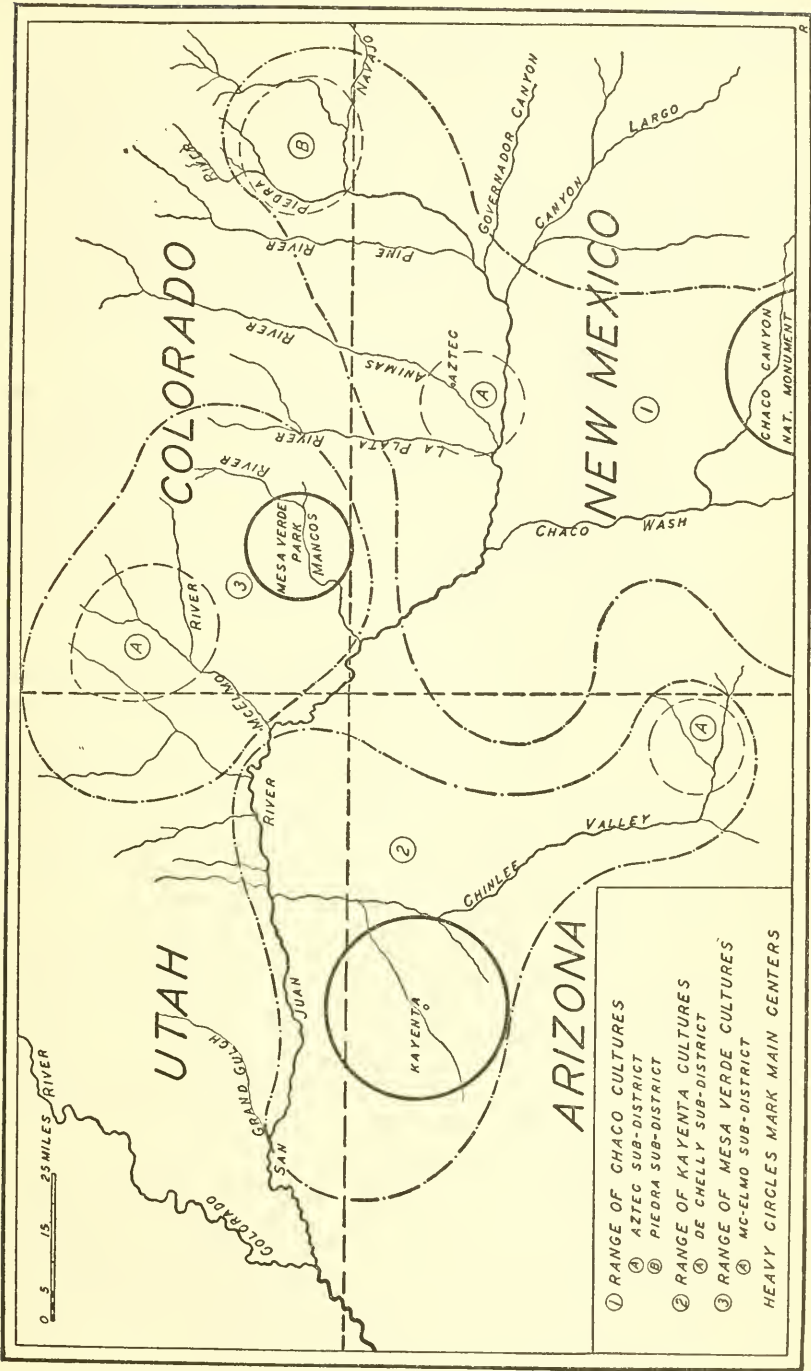 0 5 15 25 MILES
COLORADO
RIVER
UTAH
GRAND GULCH
SAN
JUAN
RIVER
KAYENTA
ARIZONA
CHINLEE
VALLEY
2
A
COLORADO
A
MCELMO
RIVER
3
MESA VERDE
PARK
MANCOS
RIVER
LA PLATA
RIVER
ANIMAS
RIVER
PINE
RIVER
PIEDRA
RIVER
B
NAVAJO
AZTEC
A
GOVERNADOR CANYON
CANYON
LARGO
NEW MEXICO
1
CHACO
WASH
CHACO CANYON
NAT. MONUMENT
1 RANGE OF CHACO CULTURES
A AZTEC SUB-DISTRICT
B PIEDRA SUB-DISTRICT
2 RANGE OF KAYENTA CULTURES
A DE CHELLY SUB-DISTRICT
3 RANGE OF MESA VERDE CULTURES
A MC-ELMO SUB-DISTRICT
HEAVY CIRCLES MARK MAIN CENTERS
R